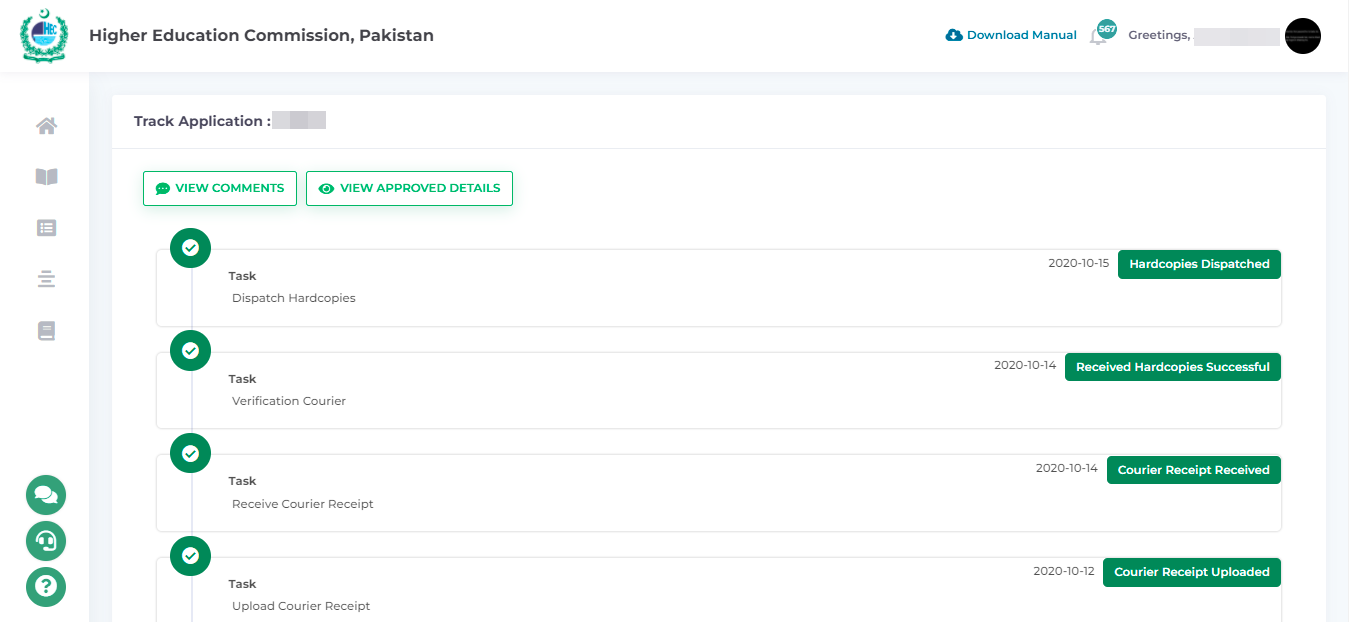 HEC
Higher Education Commission, Pakistan
Download Manual
567
Greetings,
Track Application :
VIEW COMMENTS
VIEW APPROVED DETAILS
2020-10-15
Hardcopies Dispatched
Task
Dispatch Hardcopies
2020-10-14
Received Hardcopies Successful
Task
Verification Courier
2020-10-14
Courier Receipt Received
Task
Receive Courier Receipt
2020-10-12
Courier Receipt Uploaded
Task
Upload Courier Receipt